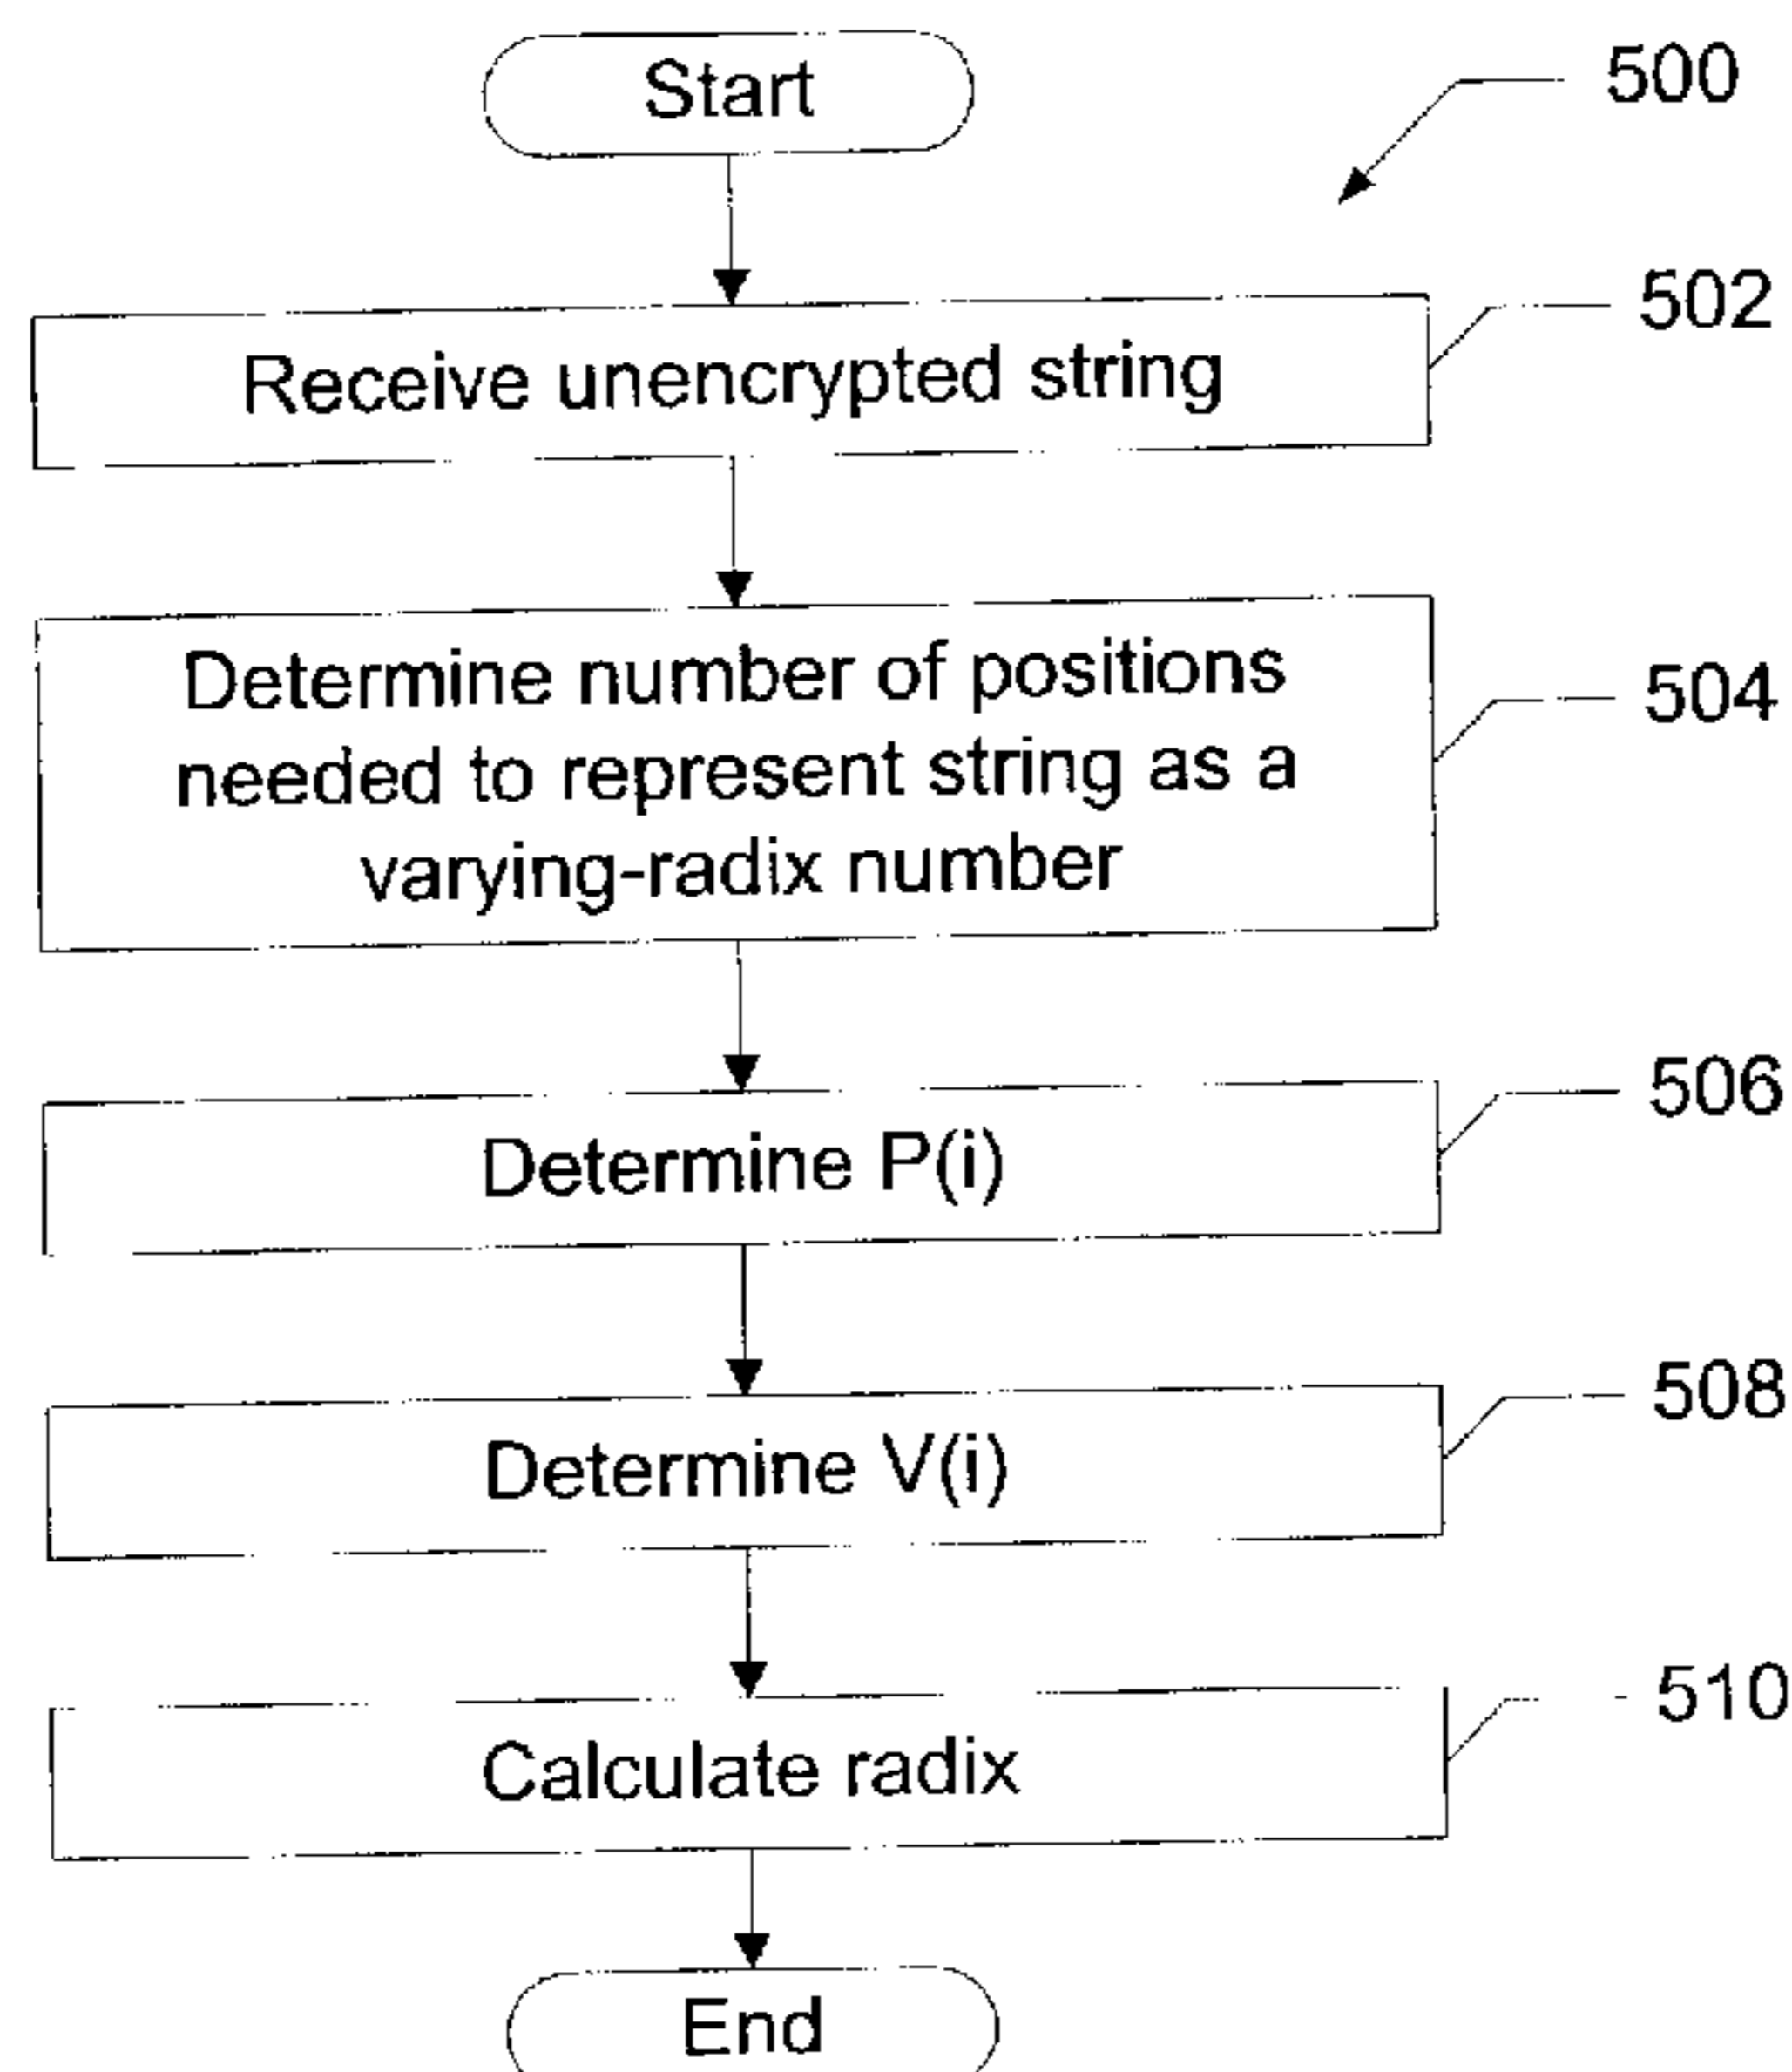 Start
500
Receive unencrypted string
502
Determine number of positions
needed to represent string as a
varying-radix number
504
Determine P(i)
506
Determine V(i)
508
Calculate radix
510
End